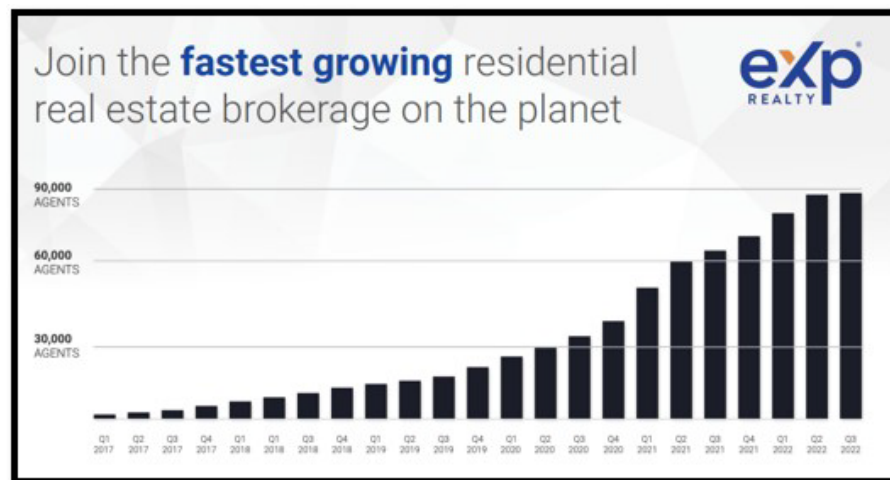 Join the fastest growing residential
real estate brokerage on the planet
eXp
REALTY
90,000
AGENTS
60,000
AGENTS
30,000
AGENTS
Q1 Q2 Q3 Q4 Q1 Q1 Q3 Q4 Q1 Q2 Q3 Q4 Q1 Q2 Q3 Q4 Q1 Q2 Q3 Q4 Q1 Q2 Q3
2017 2017 2017 2017 2018 2018 2018 2018 2019 2019 2019 2019 2020 2020 2020 2020 2021 2021 2021 2021 2022 2022 2022